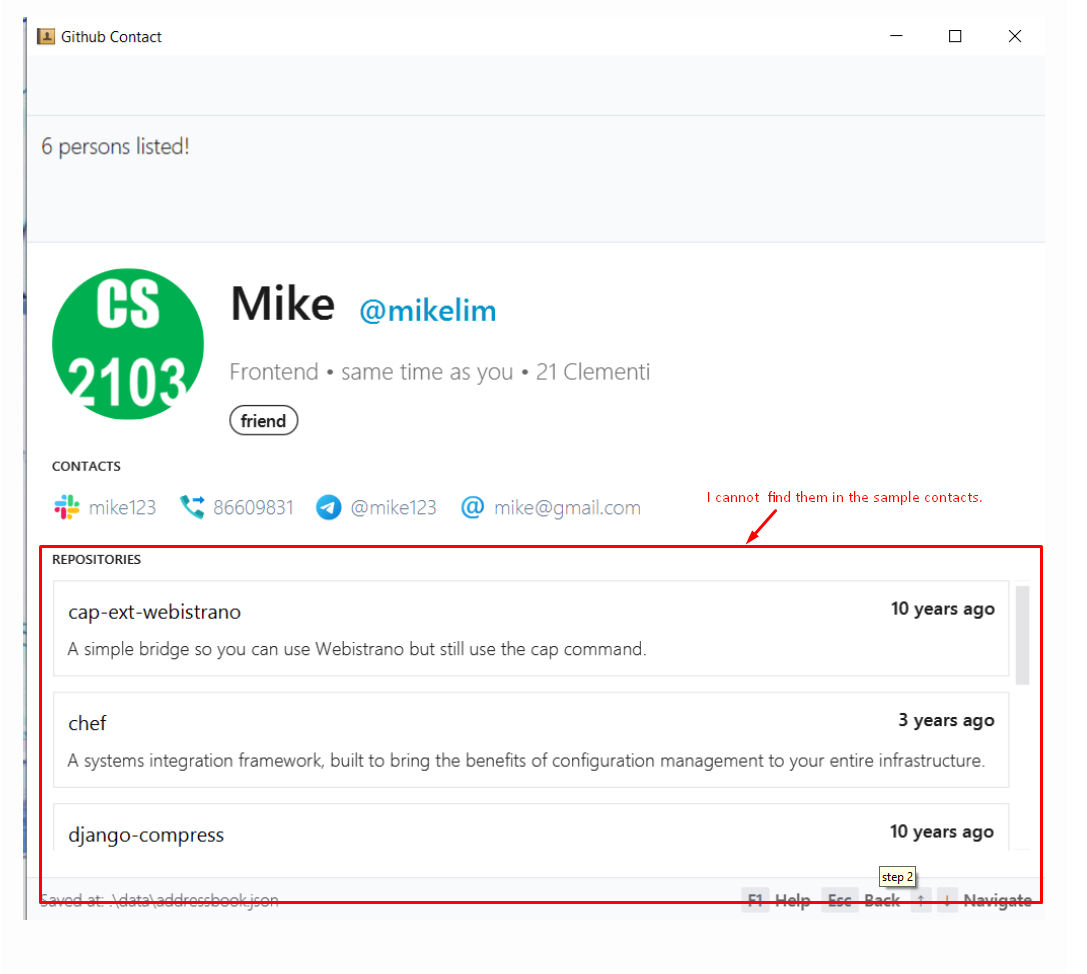 Github Contact
6 persons listed!
CS
2103
Mike @mikelim
Frontend • same time as you • 21 Clementi
friend
CONTACTS
mike123 86609831 @mike123 mike@gmail.com
I cannot find them in the sample contacts.
REPOSITORIES
cap-ext-webistrano 10 years ago
A simple bridge so you can use Webistrano but still use the cap command.
chef 3 years ago
A systems integration framework, built to bring the benefits of configuration management to your entire infrastructure.
django-compress 10 years ago
step 2
Saved at: .\data\addressbook.json F1 Help Esc Back ↑ ↓ Navigate